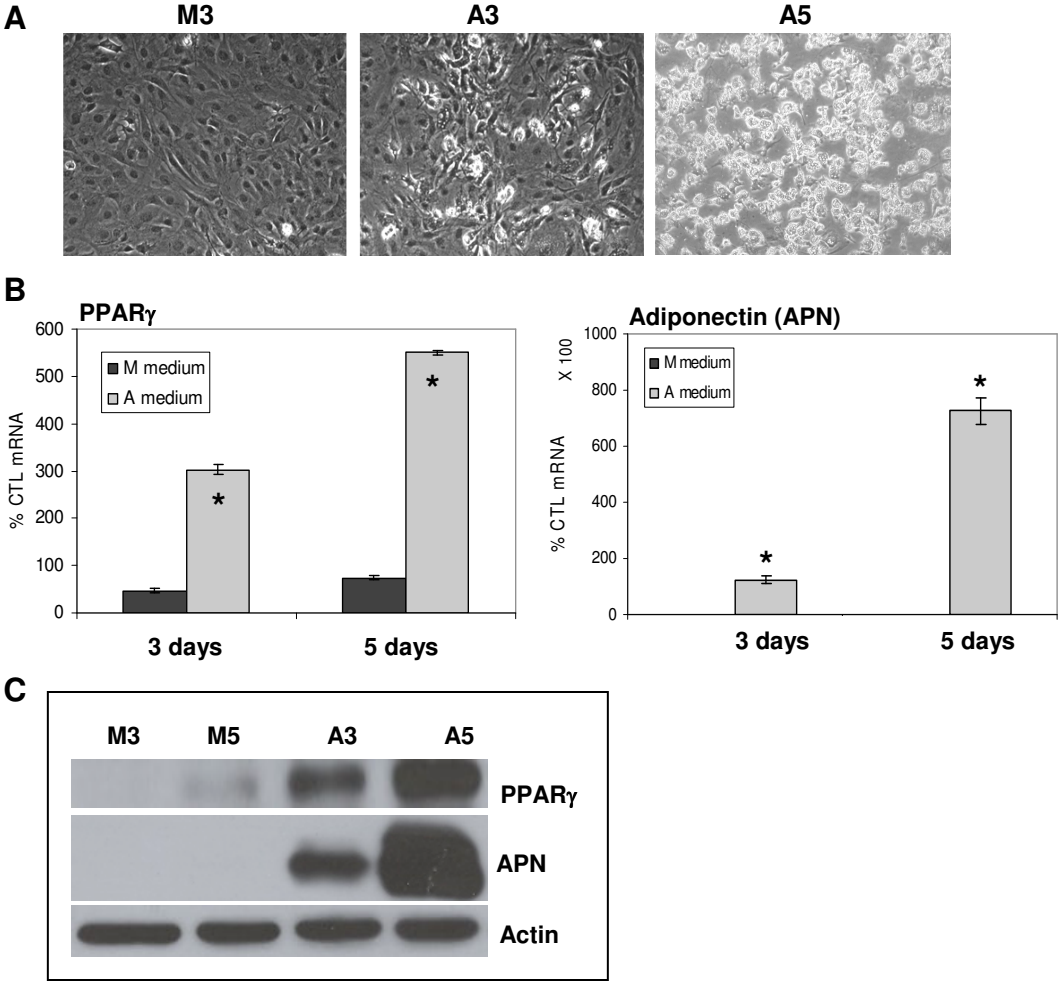 A
M3 A3 A5
B
PPARγ
600
500
400
300
200
100
0
% CTL mRNA
M medium
A medium
*
*
3 days 5 days
Adiponectin (APN)
1000
800
600
400
200
0
X 100
% CTL mRNA
M medium
A medium
*
*
3 days 5 days
C
M3 M5 A3 A5
PPARγ
APN
Actin